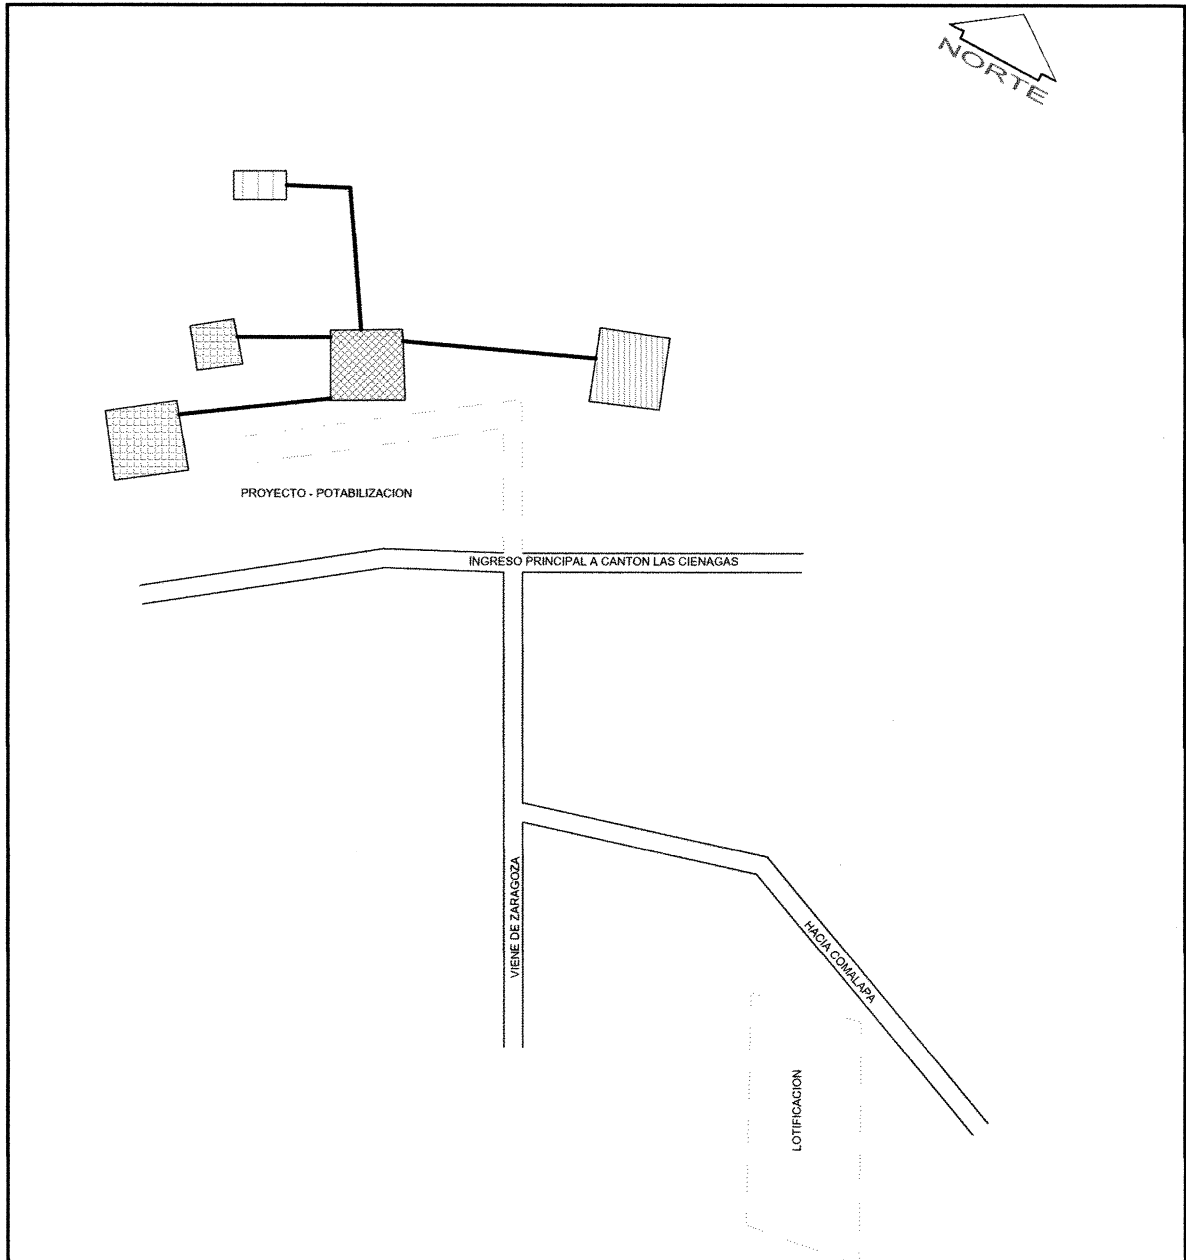 NORTE
PROYECTO - POTABILIZACION
INGRESO PRINCIPAL A CANTON LAS CIENAGAS
VIENE DE ZARAGOZA
HACIA COMALAPA
LOTIFICACION